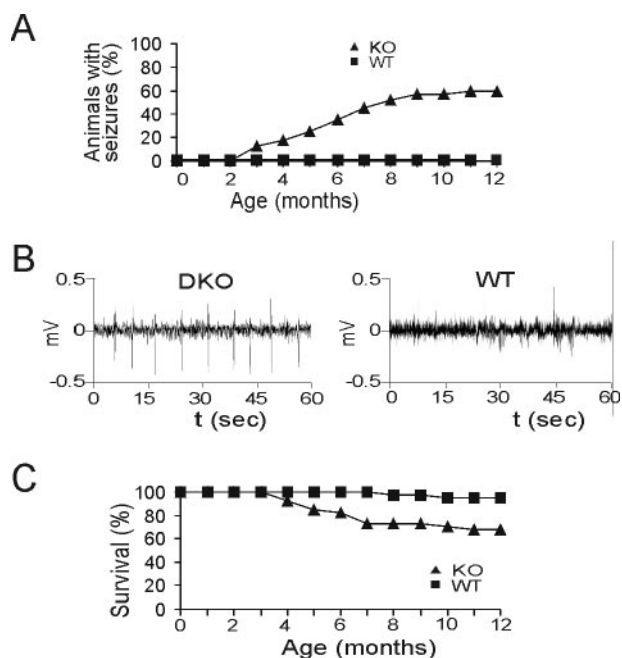 A
Animals with
seizures (%)
100
80
60
40
20
0
▲ KO
■ WT
0 2 4 6 8 10 12
Age (months)
B
DKO
WT
mV
0.5
0
-0.5
0 15 30 45 60
t (sec)
mV
0.5
0
-0.5
0 15 30 45 60
t (sec)
C
Survival (%)
100
80
60
40
20
0
▲ KO
■ WT
0 2 4 6 8 10 12
Age (months)